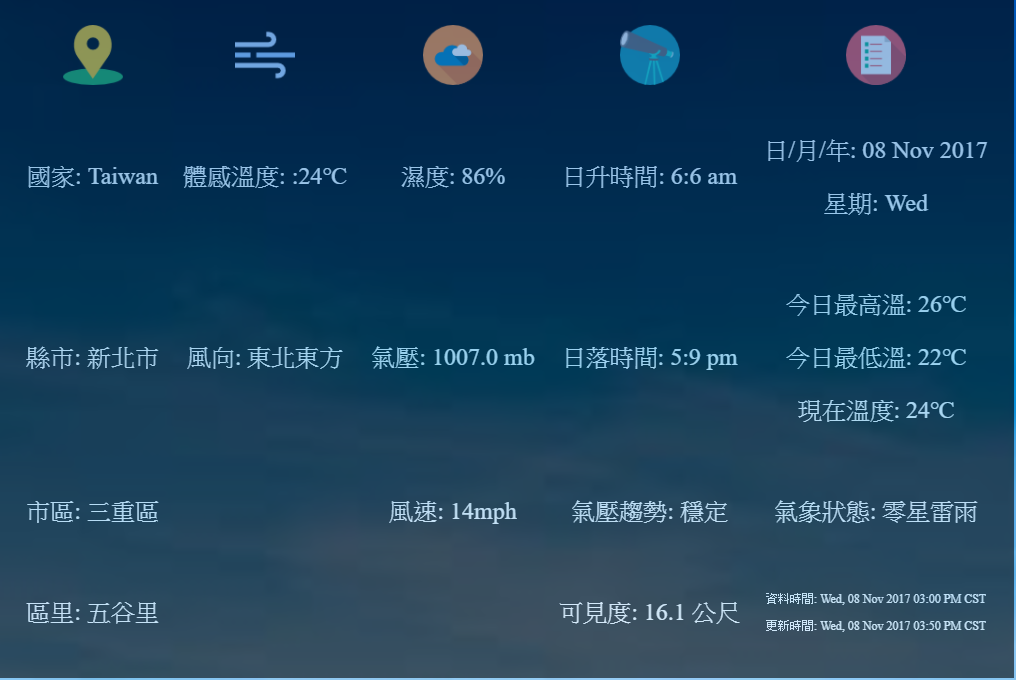 國家: Taiwan
體感溫度: :24°C
濕度: 86%
日升時間: 6:6 am
日/月/年: 08 Nov 2017
星期: Wed
縣市: 新北市
風向: 東北東方
氣壓: 1007.0 mb
日落時間: 5:9 pm
今日最高溫: 26°C
今日最低溫: 22°C
現在溫度: 24°C
市區: 三重區
風速: 14mph
氣壓趨勢: 穩定
氣象狀態: 零星雷雨
區里: 五谷里
可見度: 16.1 公尺
資料時間: Wed, 08 Nov 2017 03:00 PM CST
更新時間: Wed, 08 Nov 2017 03:50 PM CST